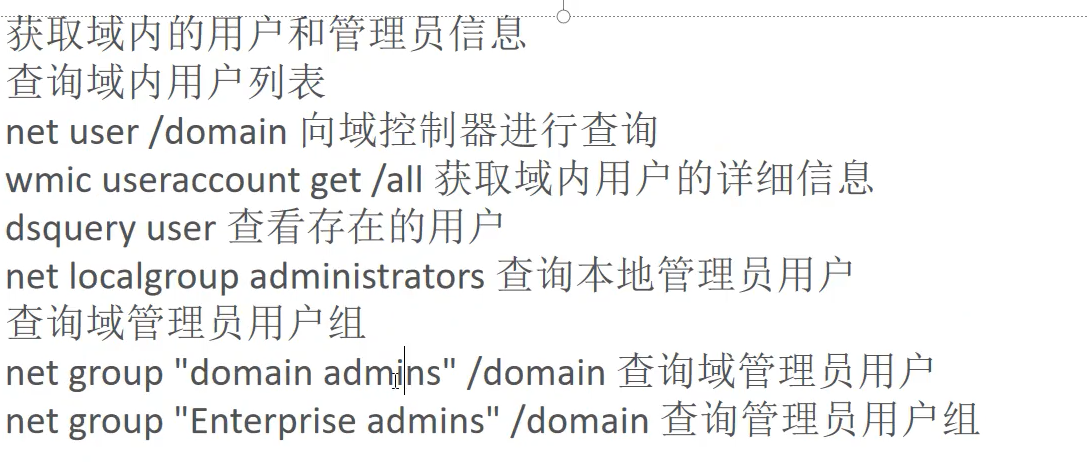 获取域内的用户和管理员信息
查询域内用户列表
net user /domain 向域控制器进行查询
wmic useraccount get /all 获取域内用户的详细信息
dsquery user 查看存在的用户
net localgroup administrators 查询本地管理员用户
查询域管理员用户组
net group "domain admins" /domain 查询域管理员用户
net group "Enterprise admins" /domain 查询管理员用户组